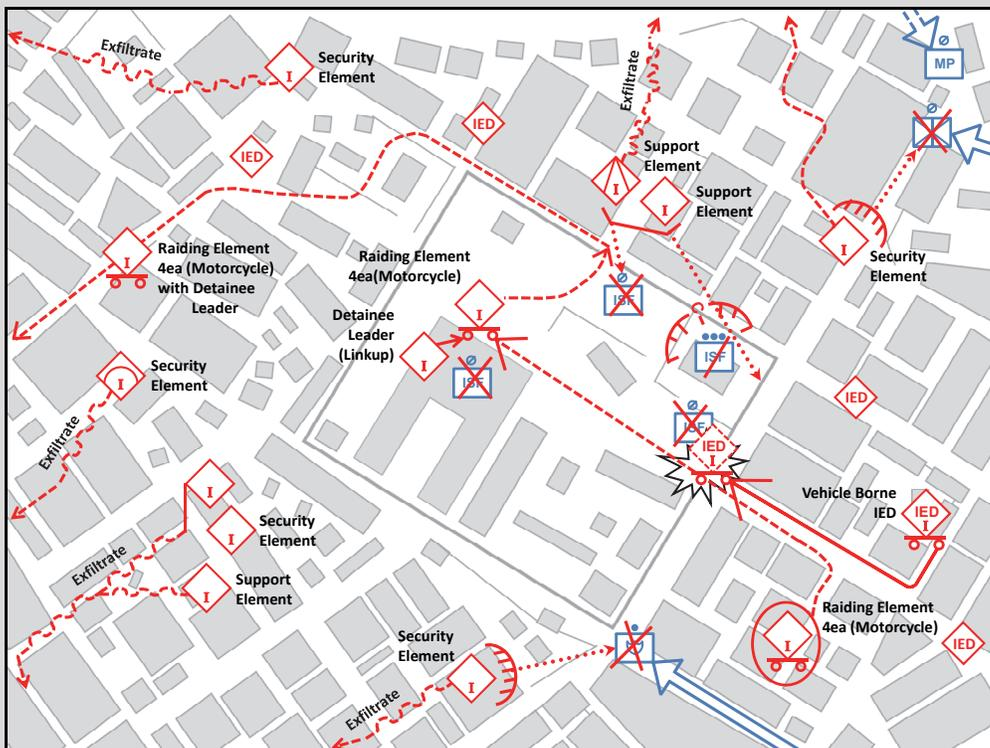 Exfiltrate
I
Security
Element
IED
IED
Exfiltrate
I
Support
Element
I
Support
Element
MP
I
Security
Element
I
Raiding Element
4ea (Motorcycle)
with Detainee
Leader
Raiding Element
4ea(Motorcycle)
I
Detainee
Leader
(Linkup)
I
ISF
ISF
ISF
I
Security
Element
Exfiltrate
IED
ISF
IED
I
Vehicle Borne
IED
IED
I
I
I
Security
Element
Exfiltrate
I
Support
Element
Raiding Element
4ea (Motorcycle)
I
IED
Security
Element
I
Exfiltrate